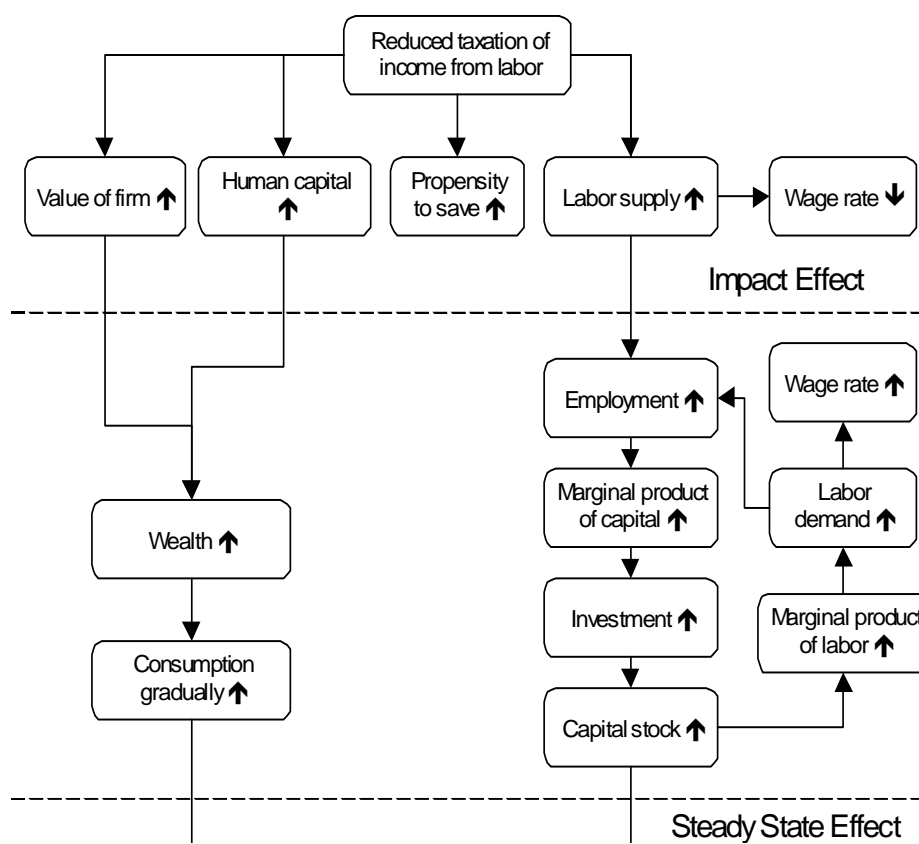 Reduced taxation of
income from labor
Value of firm ↑
Human capital
↑
Propensity
to save ↑
Labor supply ↑
Wage rate ↓
Impact Effect
Employment ↑
Wage rate ↑
Marginal product
of capital ↑
Labor
demand ↑
Wealth ↑
Investment ↑
Marginal product
of labor ↑
Consumption
gradually ↑
Capital stock ↑
Steady State Effect